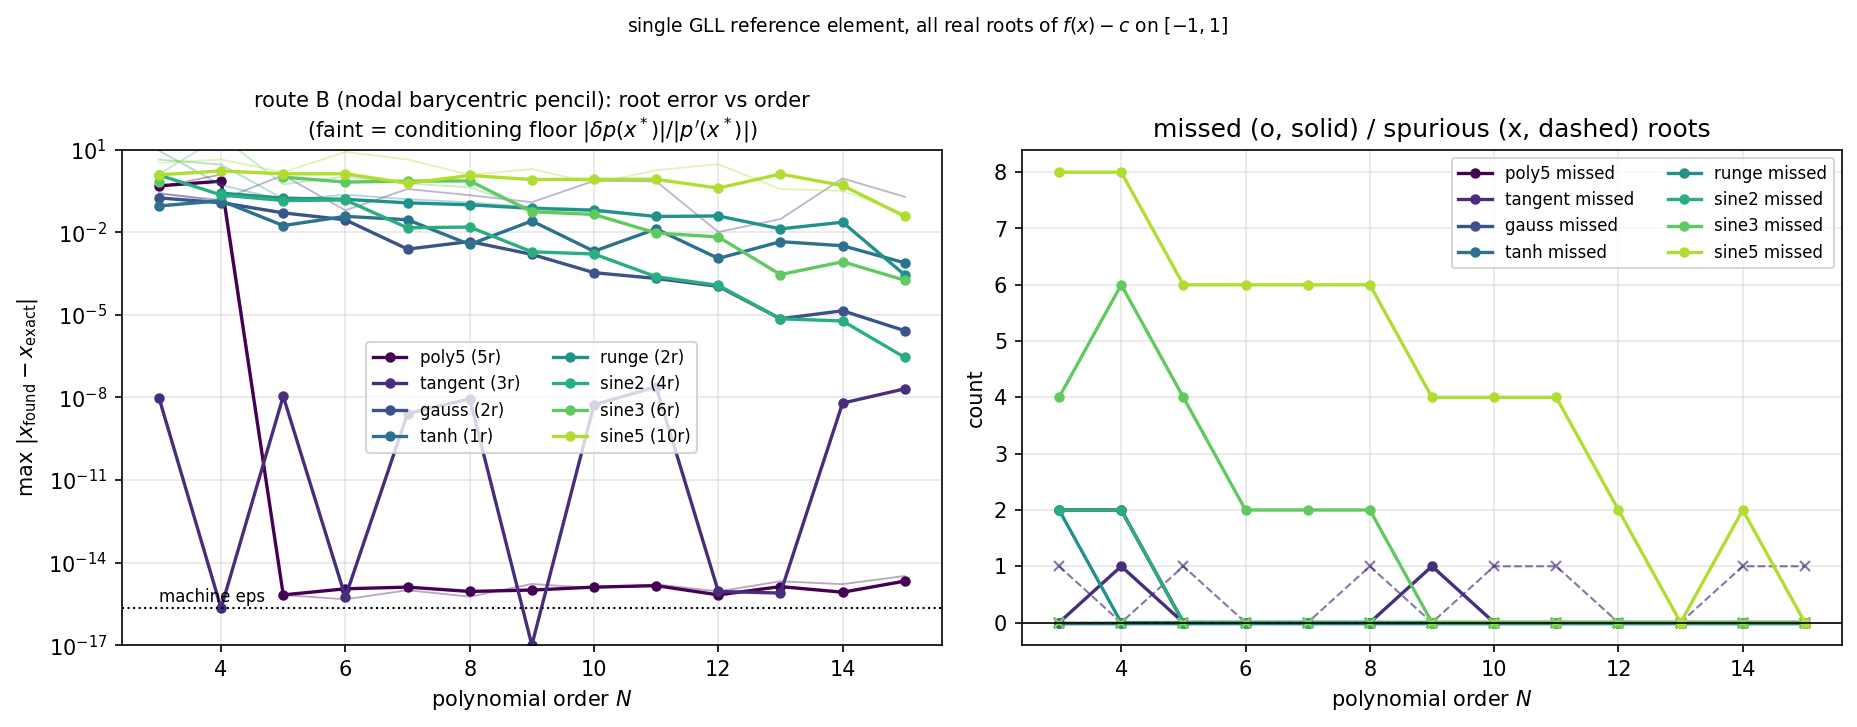 single GLL reference element, all real roots of f(x) − c on [−1, 1]
route B (nodal barycentric pencil): root error vs order
(faint = conditioning floor |δp(x*)|/|p′(x*)|)
max |x_found − x_exact|
10^1
10^−2
10^−5
10^−8
10^−11
10^−14
10^−17
machine eps
poly5 (5r)
tangent (3r)
gauss (2r)
tanh (1r)
runge (2r)
sine2 (4r)
sine3 (6r)
sine5 (10r)
4
6
8
10
12
14
polynomial order N
missed (o, solid) / spurious (x, dashed) roots
count
8
7
6
5
4
3
2
1
0
poly5 missed
tangent missed
gauss missed
tanh missed
runge missed
sine2 missed
sine3 missed
sine5 missed
4
6
8
10
12
14
polynomial order N